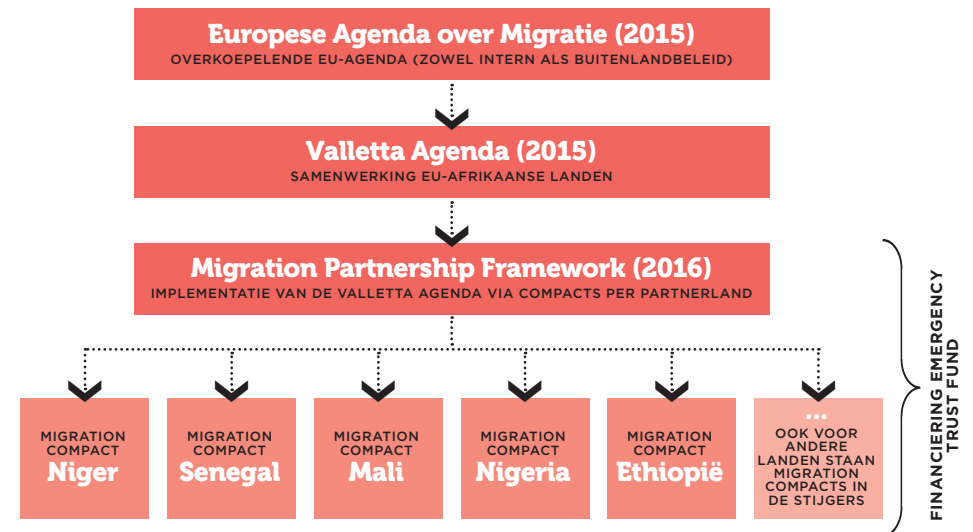 Europese Agenda over Migratie (2015)
OVERKOEPELENDE EU-AGENDA (ZOWEL INTERN ALS BUITENLANDBELEID)
Valletta Agenda (2015)
SAMENWERKING EU-AFRIKAANSE LANDEN
Migration Partnership Framework (2016)
IMPLEMENTATIE VAN DE VALLETTA AGENDA VIA COMPACTS PER PARTNERLAND
MIGRATION
COMPACT
Niger
MIGRATION
COMPACT
Senegal
MIGRATION
COMPACT
Mali
MIGRATION
COMPACT
Nigeria
MIGRATION
COMPACT
Ethiopië
...
OOK VOOR
ANDERE
LANDEN STAAN
MIGRATION
COMPACTS IN
DE STIJGERS
FINANCIERING EMERGENCY
TRUST FUND